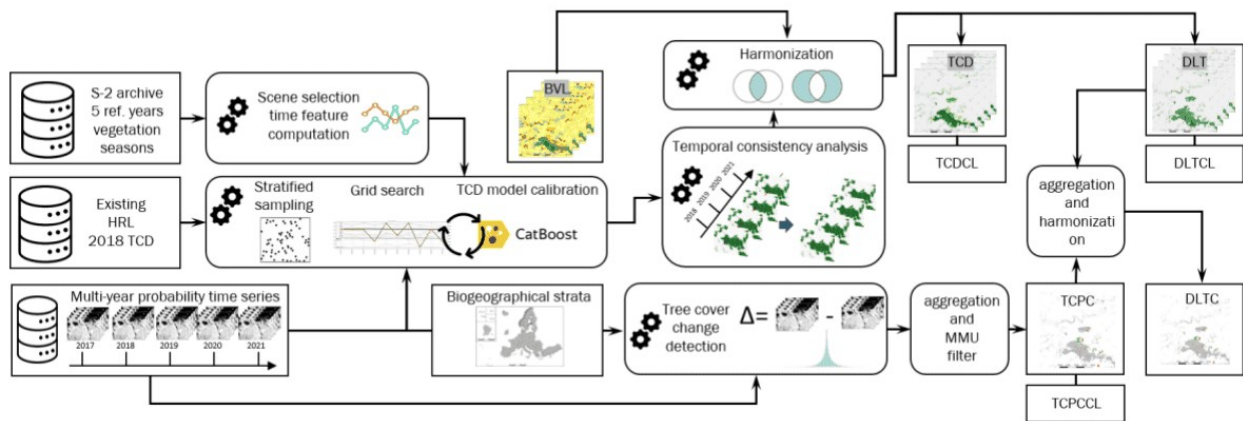 S-2 archive
5 ref. years
vegetation
seasons
Scene selection
time feature
computation
BVL
Harmonization
TCD
TCDCL
DLT
DLTCL
Existing
HRL
2018 TCD
Stratified
sampling
Grid search
TCD model calibration
CatBoost
Temporal consistency analysis
2018
2019
2020
2021
aggregation
and
harmonizati
on
Multi-year probability time series
2017
2018
2019
2020
2021
Biogeographical strata
Tree cover
change
detection
Δ=
-
aggregation
and
MMU
filter
TCPC
TCPCCL
DLTC